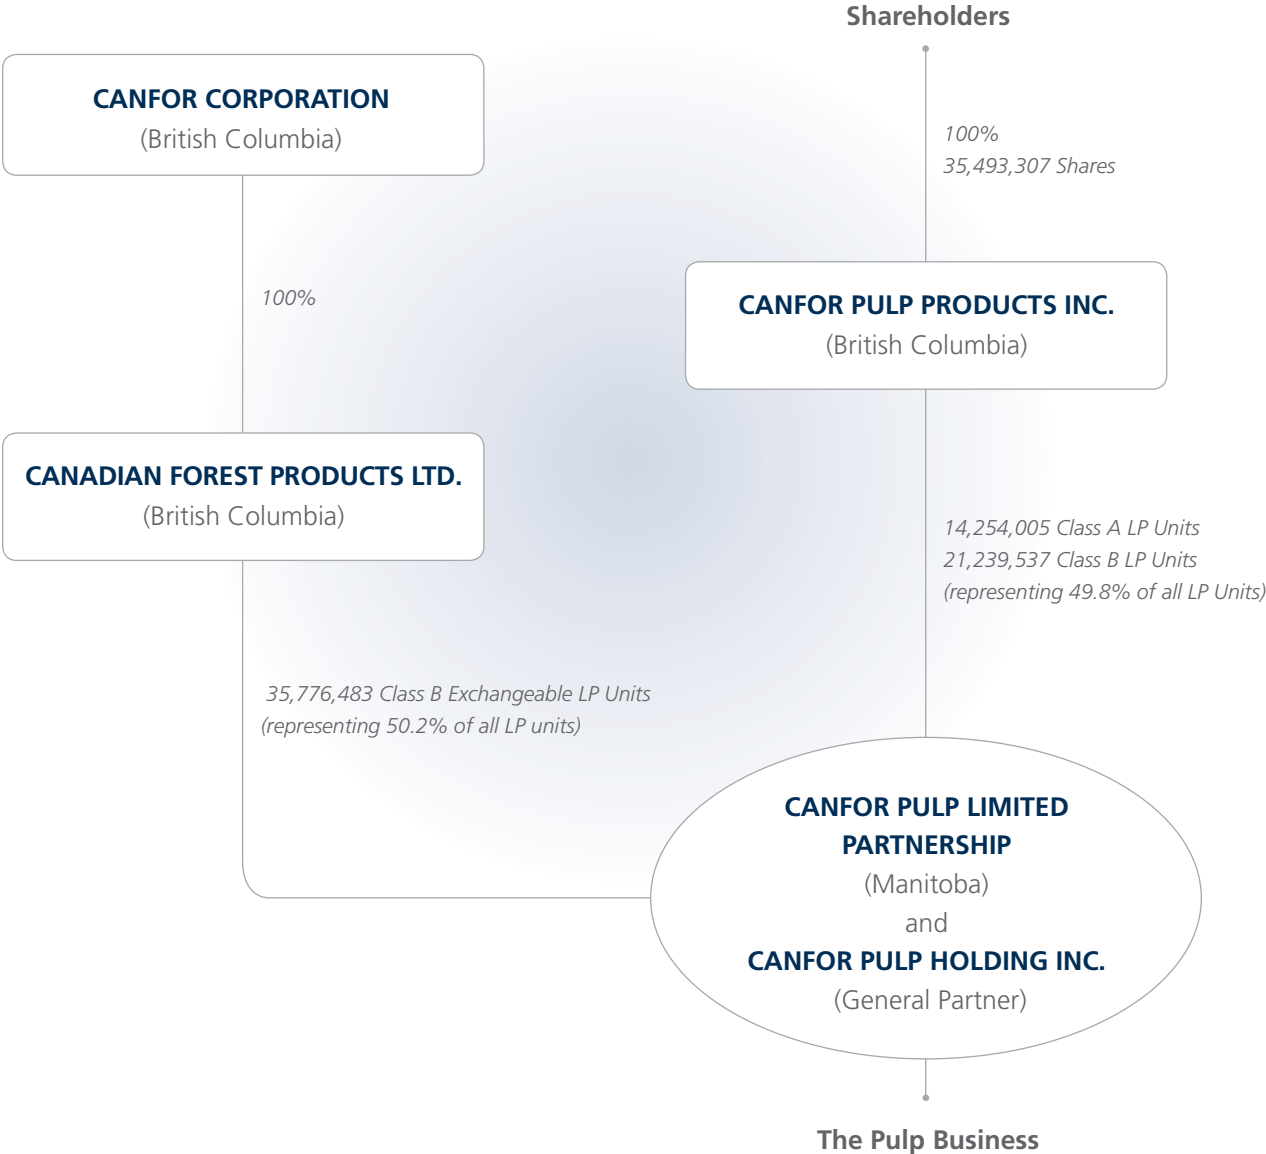 Shareholders
CANFOR CORPORATION
(British Columbia)
100%
35,493,307 Shares
100%
CANFOR PULP PRODUCTS INC.
(British Columbia)
CANADIAN FOREST PRODUCTS LTD.
(British Columbia)
14,254,005 Class A LP Units
21,239,537 Class B LP Units
(representing 49.8% of all LP Units)
35,776,483 Class B Exchangeable LP Units
(representing 50.2% of all LP units)
CANFOR PULP LIMITED
PARTNERSHIP
(Manitoba)
and
CANFOR PULP HOLDING INC.
(General Partner)
The Pulp Business